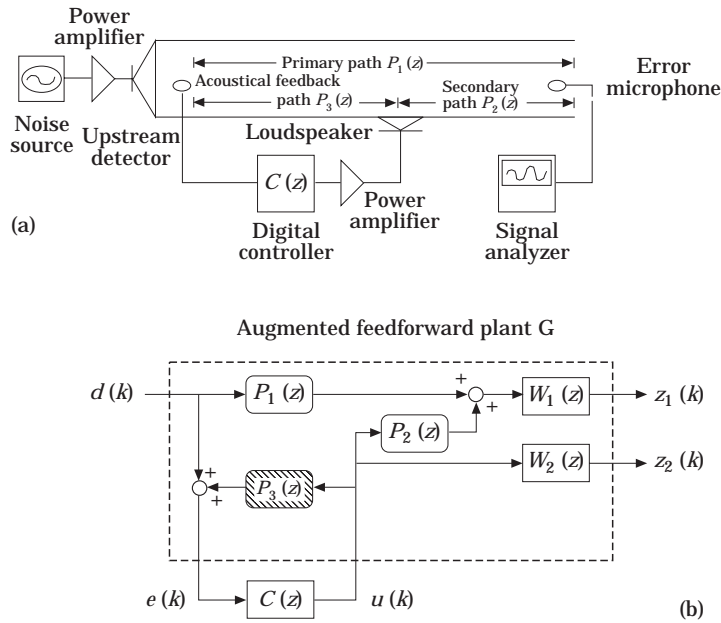 Power
amplifier
Primary path P1(z)
Acoustical feedback
path P3(z)
Secondary
path P2(z)
Error
microphone
Noise
source
Upstream
detector
Loudspeaker
C(z)
Power
amplifier
Digital
controller
Signal
analyzer
(a)
Augmented feedforward plant G
d(k)
P1(z)
+
+
W1(z)
z1(k)
P2(z)
W2(z)
z2(k)
+
+
P3(z)
e(k)
C(z)
u(k)
(b)